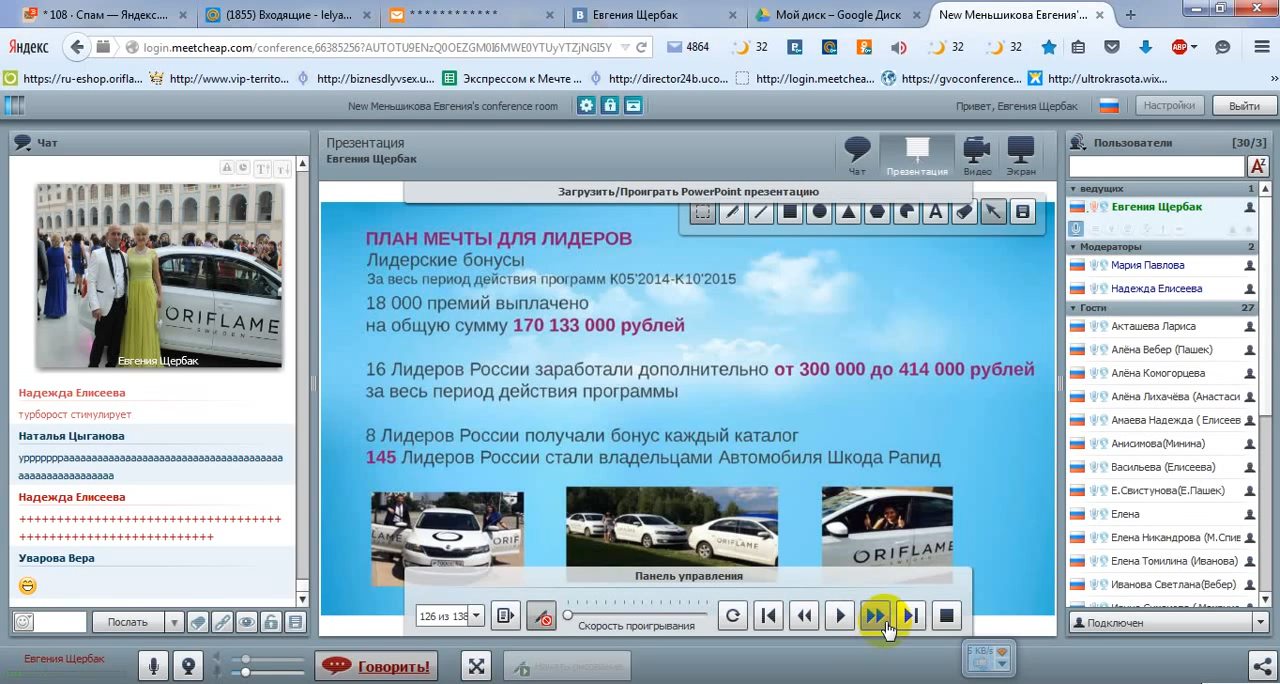 * 108 · Спам — Яндекс....
(1855) Входящие - lelya...
* * * * * * * * * * * *
Евгения Щербак
Мой диск – Google Диск
New Меньшикова Евгения'...
Яндекс
login.meetcheap.com/conference,66385256?AUTOTU9ENzQ0OEZGM0I6MWE0YTUyYTZjNGI5Y
4864
32
32
32
ABP
https://ru-eshop.orifla...
http://www.vip-territo...
http://biznesdlyvsex.u...
Экспрессом к Мечте ...
http://director24b.co...
http://login.meetchea...
https://gvoconference...
http://ultrokrasota.wix...
New Меньшикова Евгения's conference room
Привет, Евгения Щербак
Настройки
Выйти
Чат
ORIFLAME
SWEDEN
Евгения Щербак
Надежда Елисеева
турборост стимулирует
Наталья Цыганова
Надежда Елисеева
Уварова Вера
Послать
Презентация
Евгения Щербак
Чат
Презентация
Видео
Экран
Загрузить/Проиграть PowerPoint презентацию
ПЛАН МЕЧТЫ ДЛЯ ЛИДЕРОВ
Лидерские бонусы
За весь период действия программ К05'2014-К10'2015
18 000 премий выплачено
на общую сумму 170 133 000 рублей
16 Лидеров России заработали дополнительно от 300 000 до 414 000 рублей
за весь период действия программы
8 Лидеров России получали бонус каждый каталог
145 Лидеров России стали владельцами Автомобиля Шкода Рапид
ORIFLAME
Панель управления
126 из 138
Скорость проигрывания
Пользователи
[30/3]
ведущих 1
Евгения Щербак
Модераторы 2
Мария Павлова
Надежда Елисеева
Гости 27
Акташева Лариса
Алёна Вебер (Пашек)
Алёна Комогорцева
Алёна Лихачёва (Анастаси
Амаева Надежда ( Елисеев
Анисимова(Минина)
Васильева (Елисеева)
Е.Свистунова(Е.Пашек)
Елена
Елена Никандрова (М.Спив
Елена Томилина (Иванова)
Иванова Светлана(Вебер)
Подключен
Евгения Щербак
Говорить!
Начать рисование
5 KB/s